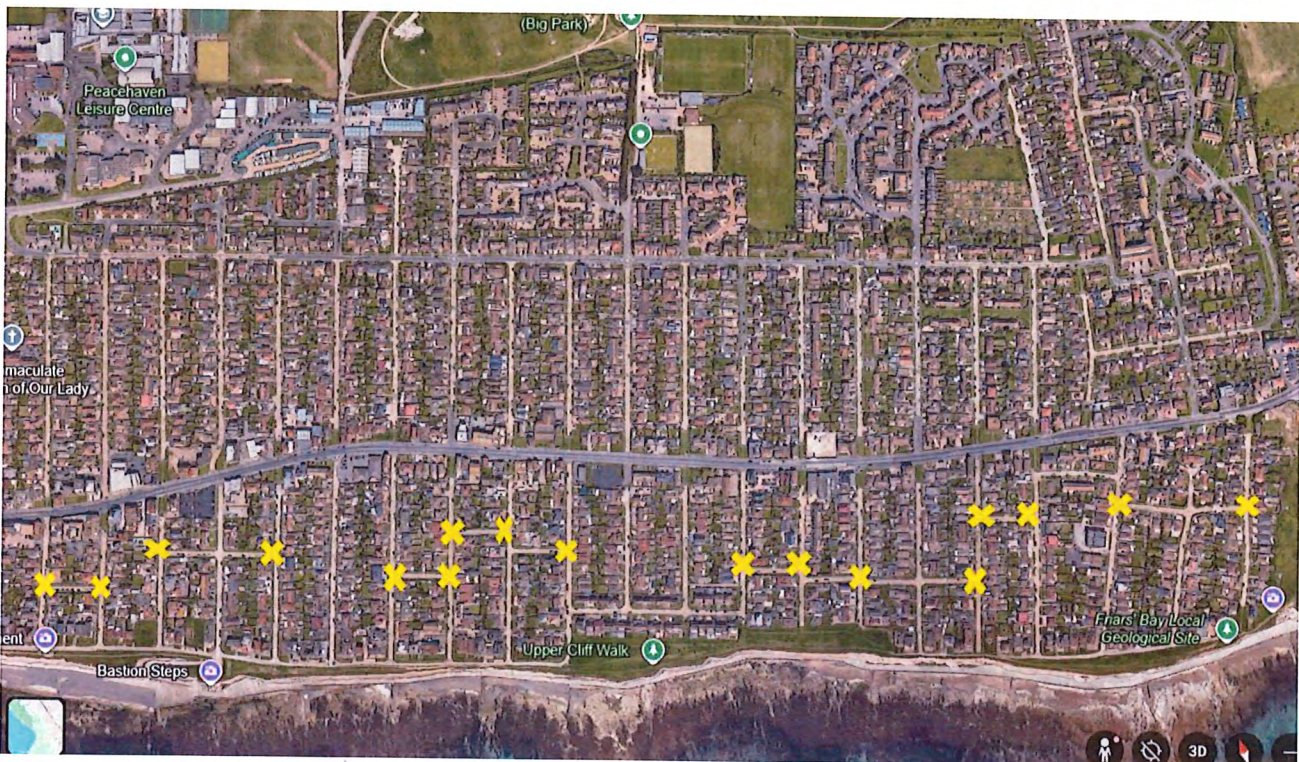 (Big Park)
Peacehaven
Leisure Centre
maculate
n of Our Lady
Friars' Bay Local
Geological Site
ent
Upper Cliff Walk
Bastion Steps
3D